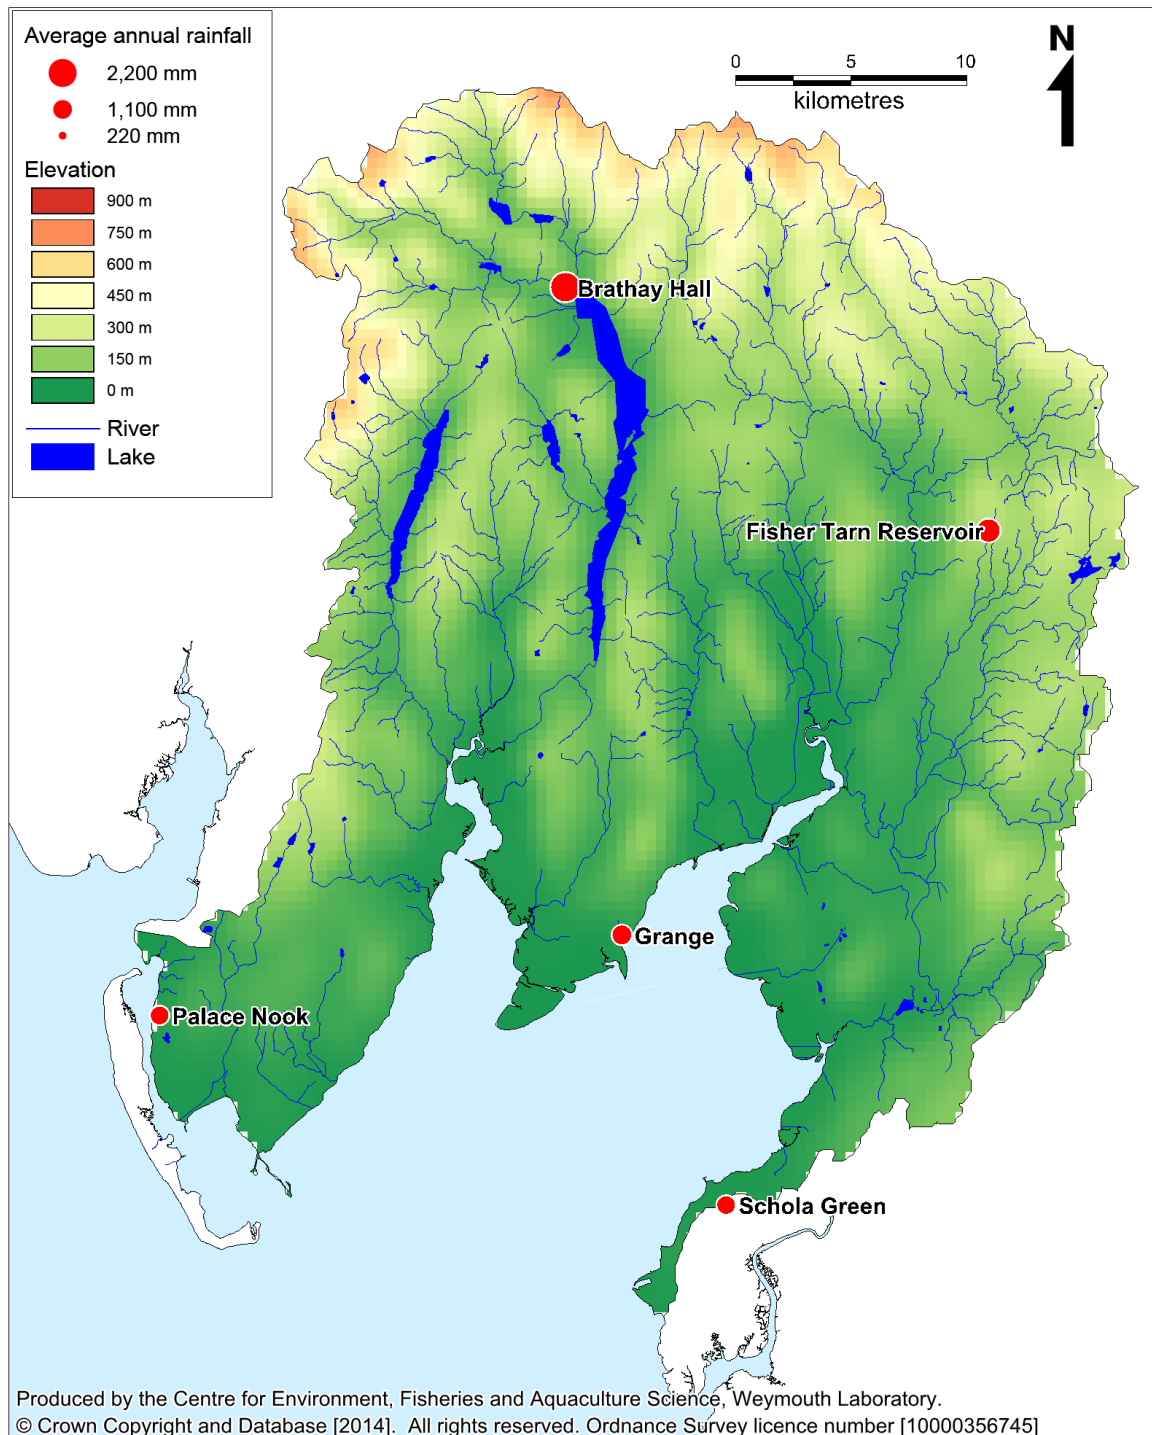 Average annual rainfall
2,200 mm
1,100 mm
220 mm
Elevation
900 m
750 m
600 m
450 m
300 m
150 m
0 m
River
Lake
0 5 10
kilometres
N
Brathay Hall
Fisher Tarn Reservoir
Grange
Palace Nook
Schola Green
Produced by the Centre for Environment, Fisheries and Aquaculture Science, Weymouth Laboratory.
© Crown Copyright and Database [2014]. All rights reserved. Ordnance Survey licence number [10000356745]